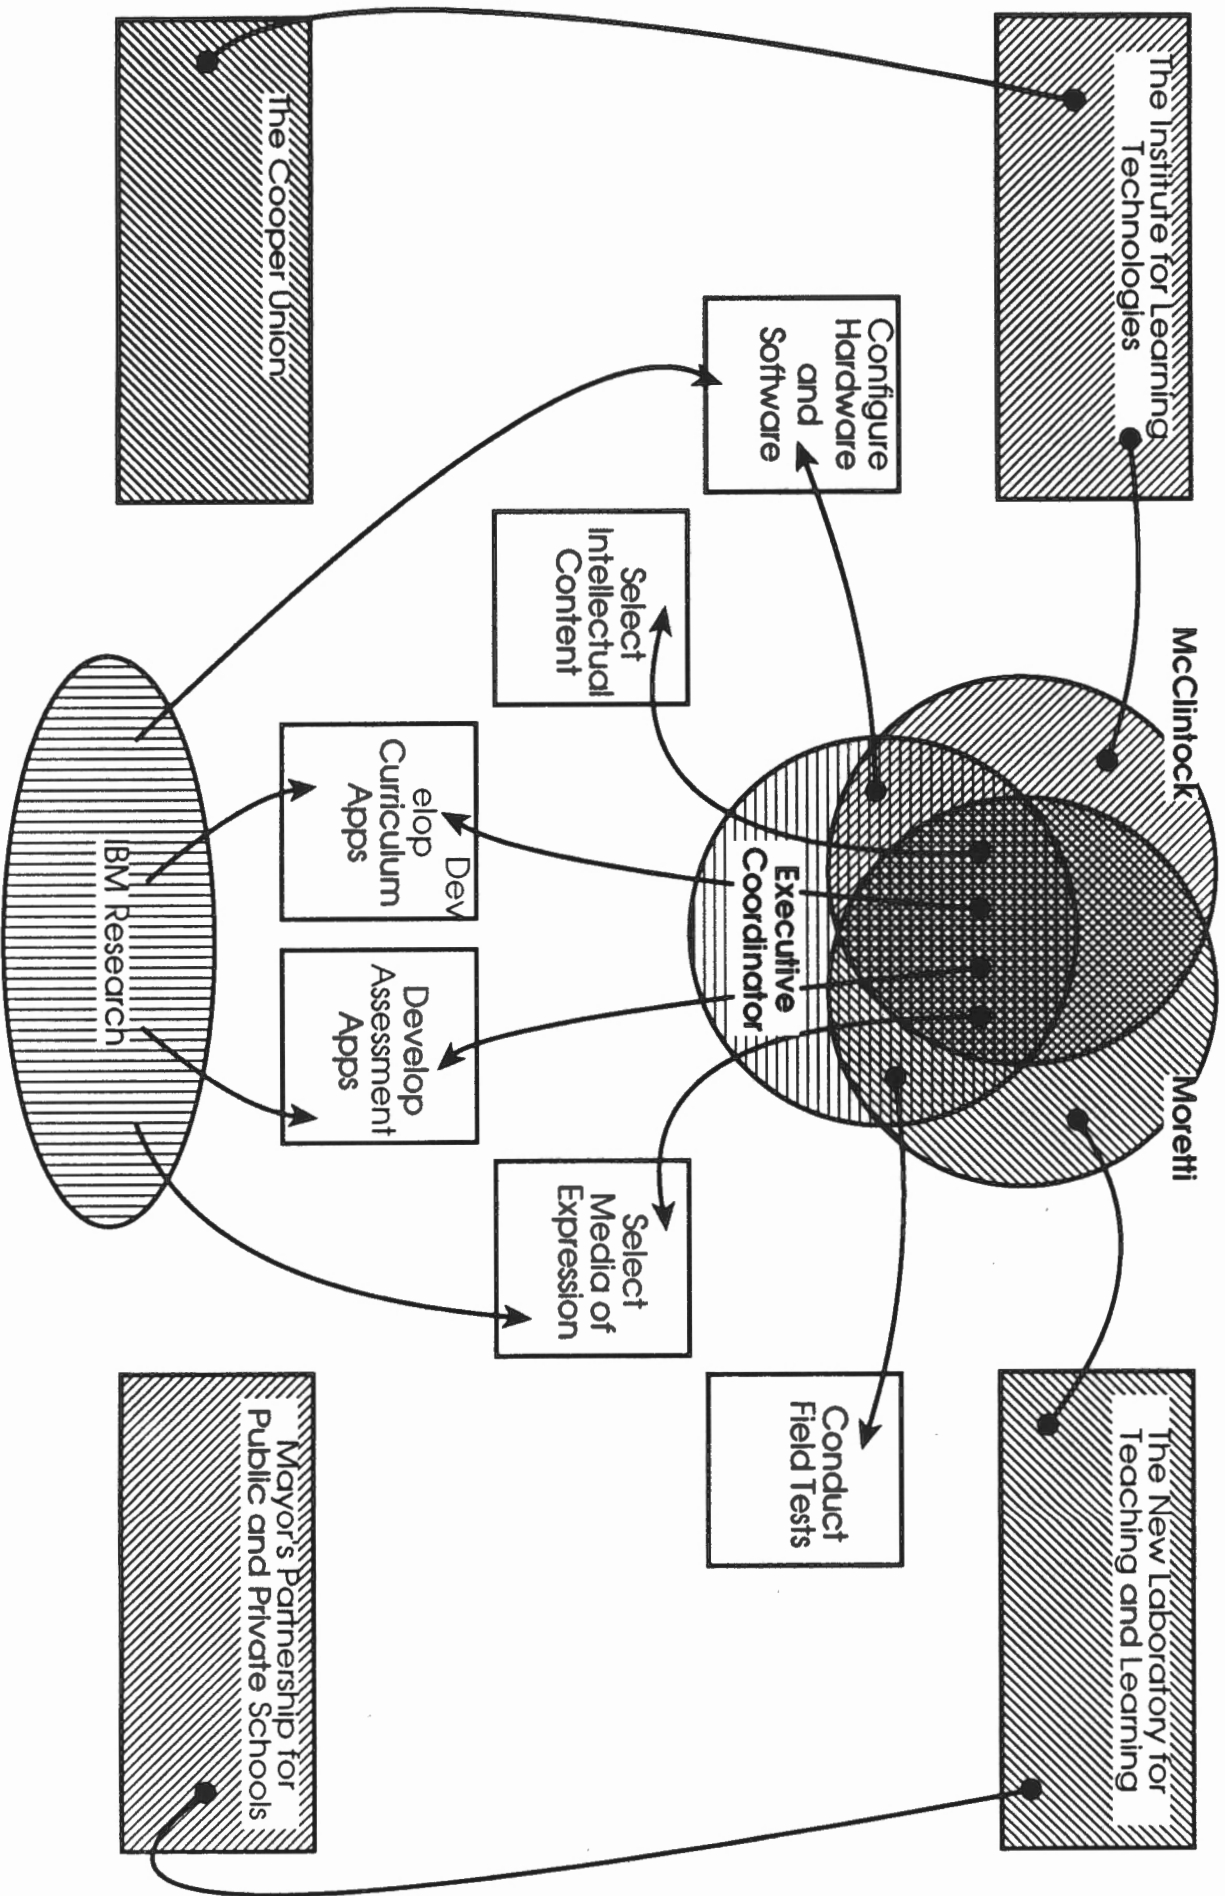 McClintock
Moretti
The Institute for Learning
Technologies
The New Laboratory for
Teaching and Learning
Executive
Coordinator
Configure
Hardware
and
Software
Conduct
Field Tests
Select
Intellectual
Content
Select
Media of
Expression
Dev
elop
Curriculum
Apps
Develop
Assessment
Apps
The Cooper Union
Mayor's Partnership for
Public and Private Schools
IBM Research